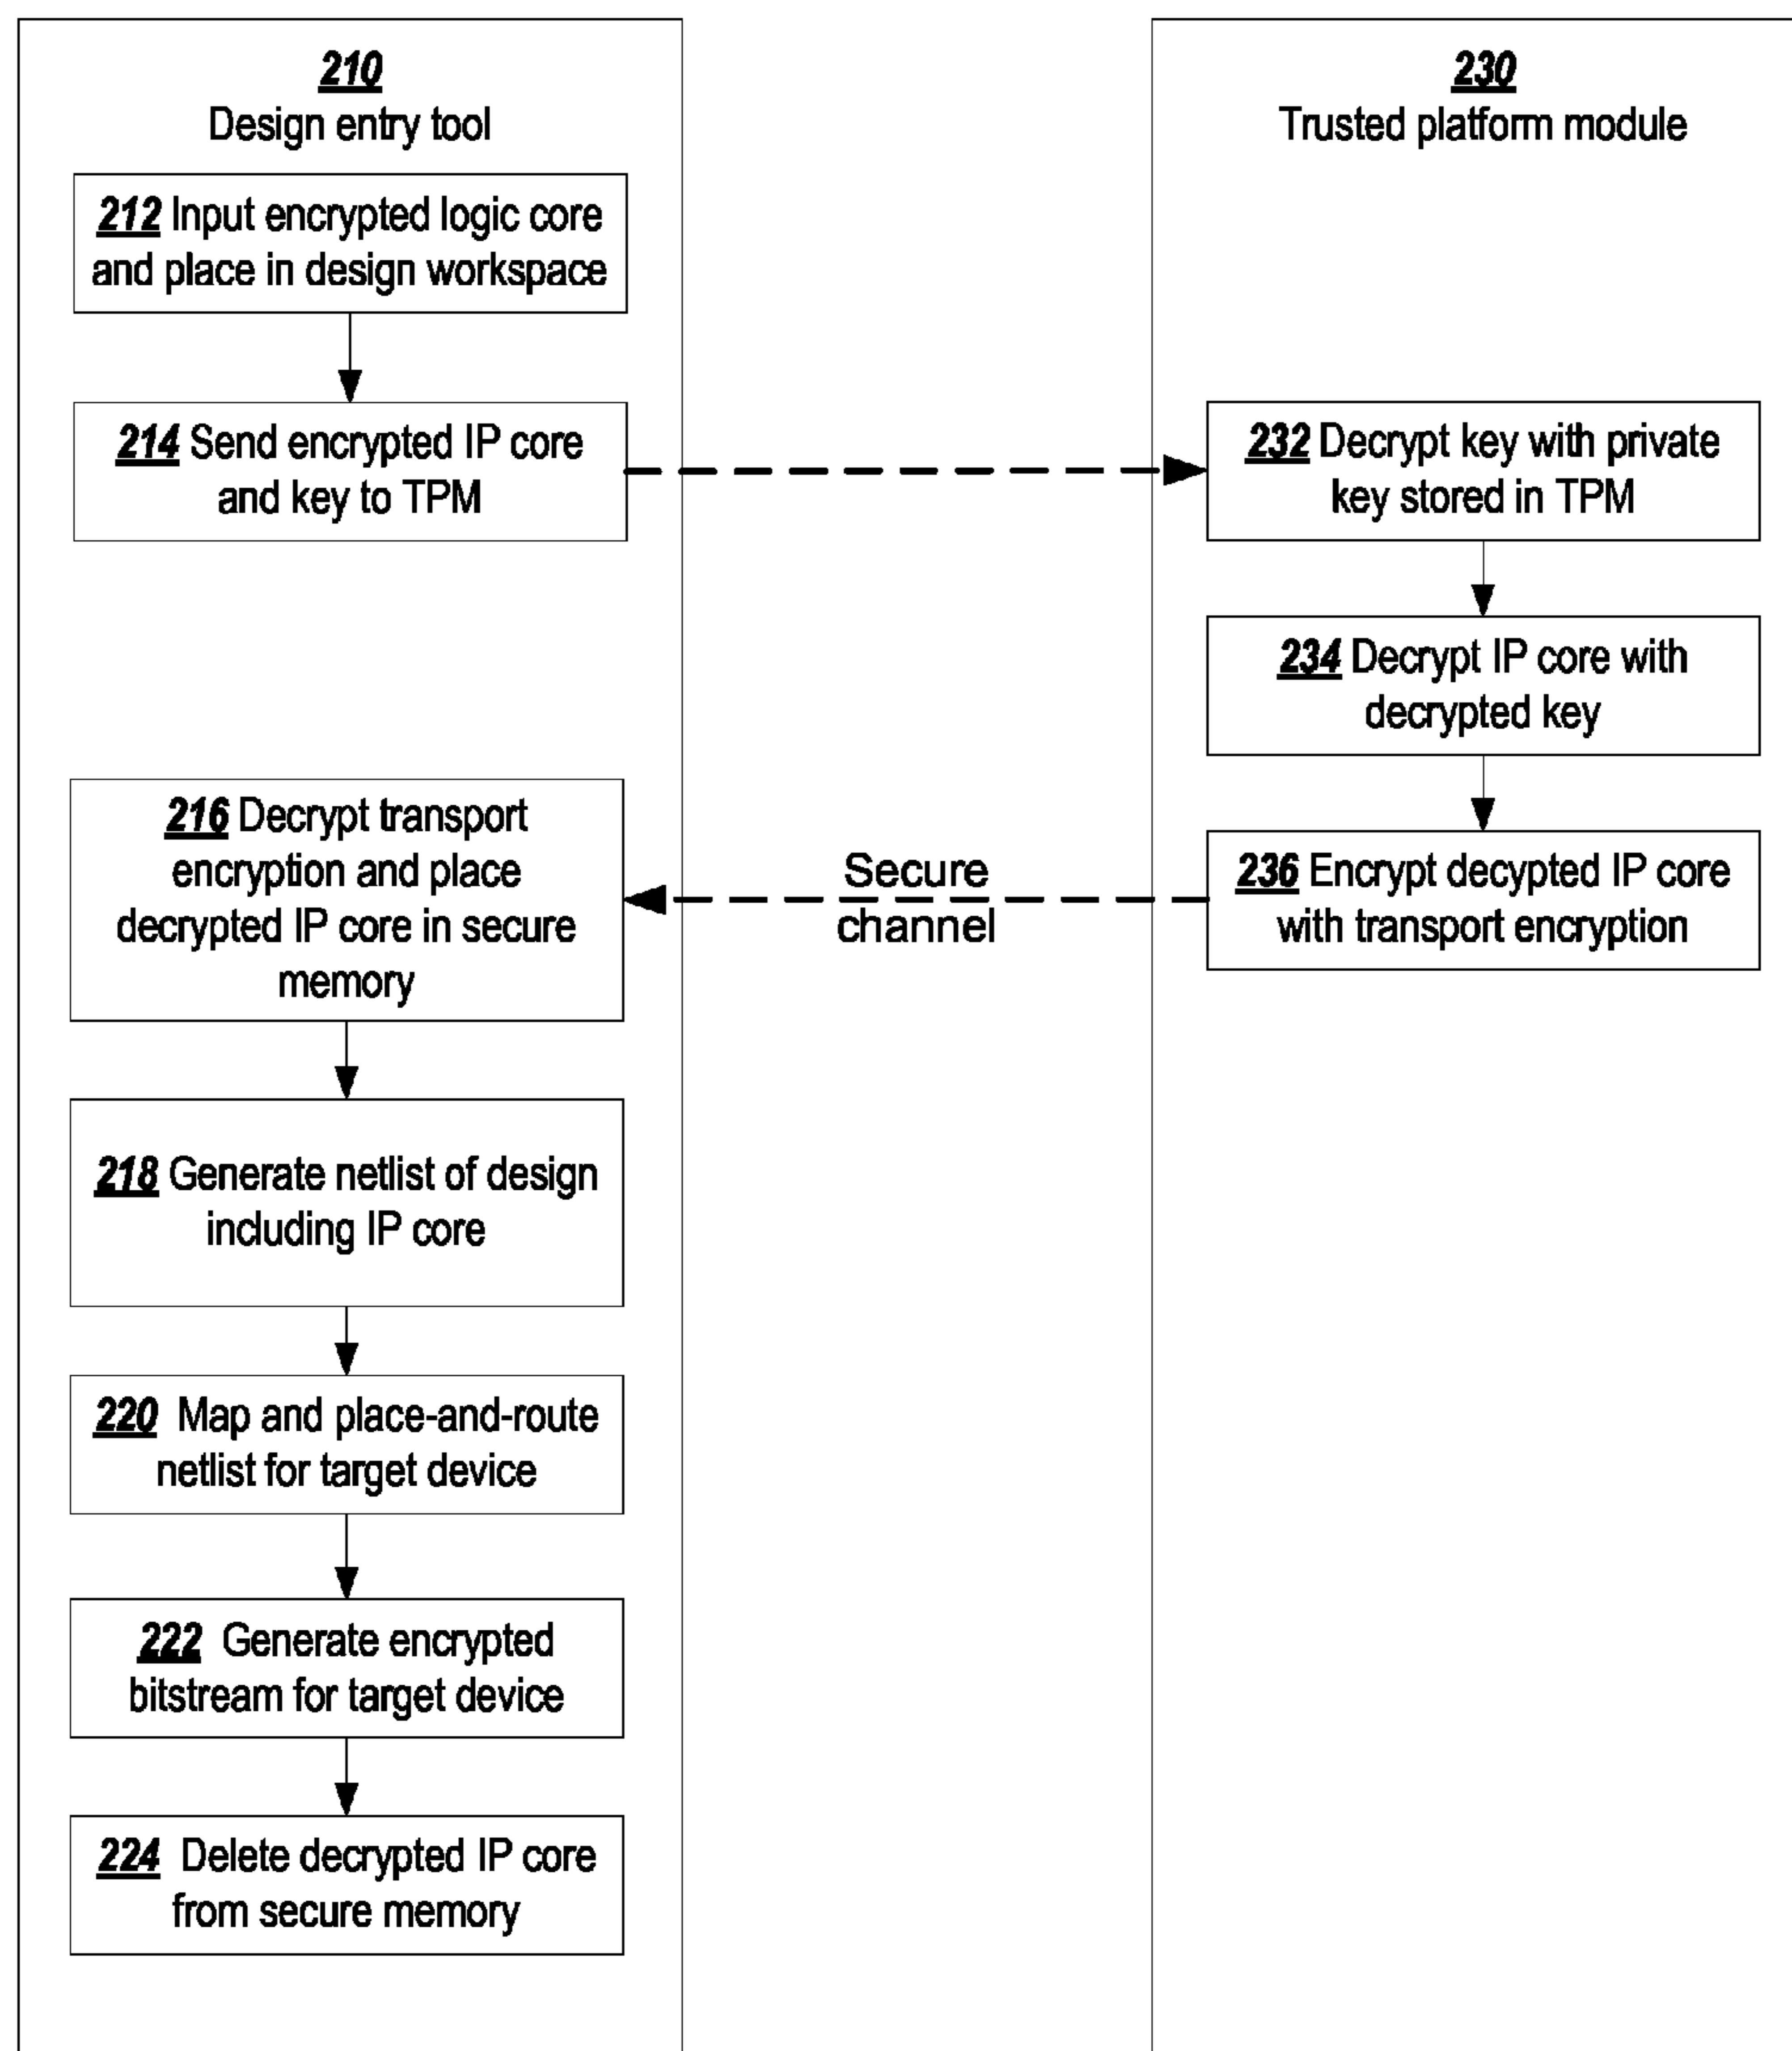 210
Design entry tool
212 Input encrypted logic core
and place in design workspace
214 Send encrypted IP core
and key to TPM
216 Decrypt transport
encryption and place
decrypted IP core in secure
memory
218 Generate netlist of design
including IP core
220 Map and place-and-route
netlist for target device
222 Generate encrypted
bitstream for target device
224 Delete decrypted IP core
from secure memory
Secure
channel
230
Trusted platform module
232 Decrypt key with private
key stored in TPM
234 Decrypt IP core with
decrypted key
236 Encrypt decypted IP core
with transport encryption